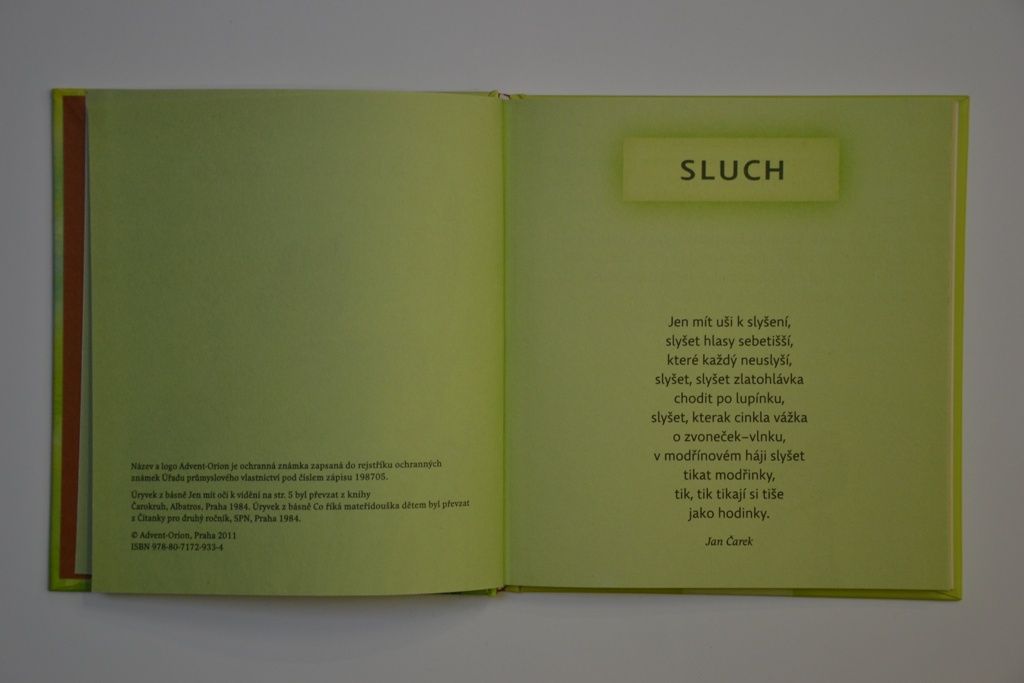 Název a logo Advent-Orion je ochranná známka zapsaná do rejstříku ochranných
známek Úřadu průmyslového vlastnictví pod číslem zápisu 198705.
Úryvek z básně Jen mít oči k vidění na str. 5 byl převzat z knihy
Čarokruh, Albatros, Praha 1984. Úryvek z básně Co říká mateřídouška dětem byl převzat
z Čítanky pro druhý ročník, SPN, Praha 1984.
© Advent-Orion, Praha 2011
ISBN 978-80-7172-933-4
SLUCH
Jen mít uši k slyšení,
slyšet hlasy sebetišší,
které každý neuslyší,
slyšet, slyšet zlatohlávka
chodit po lupínku,
slyšet, kterak cinkla vážka
o zvoneček–vlnku,
v modřínovém háji slyšet
tikat modřinky,
tik, tik tikají si tiše
jako hodinky.
Jan Čarek